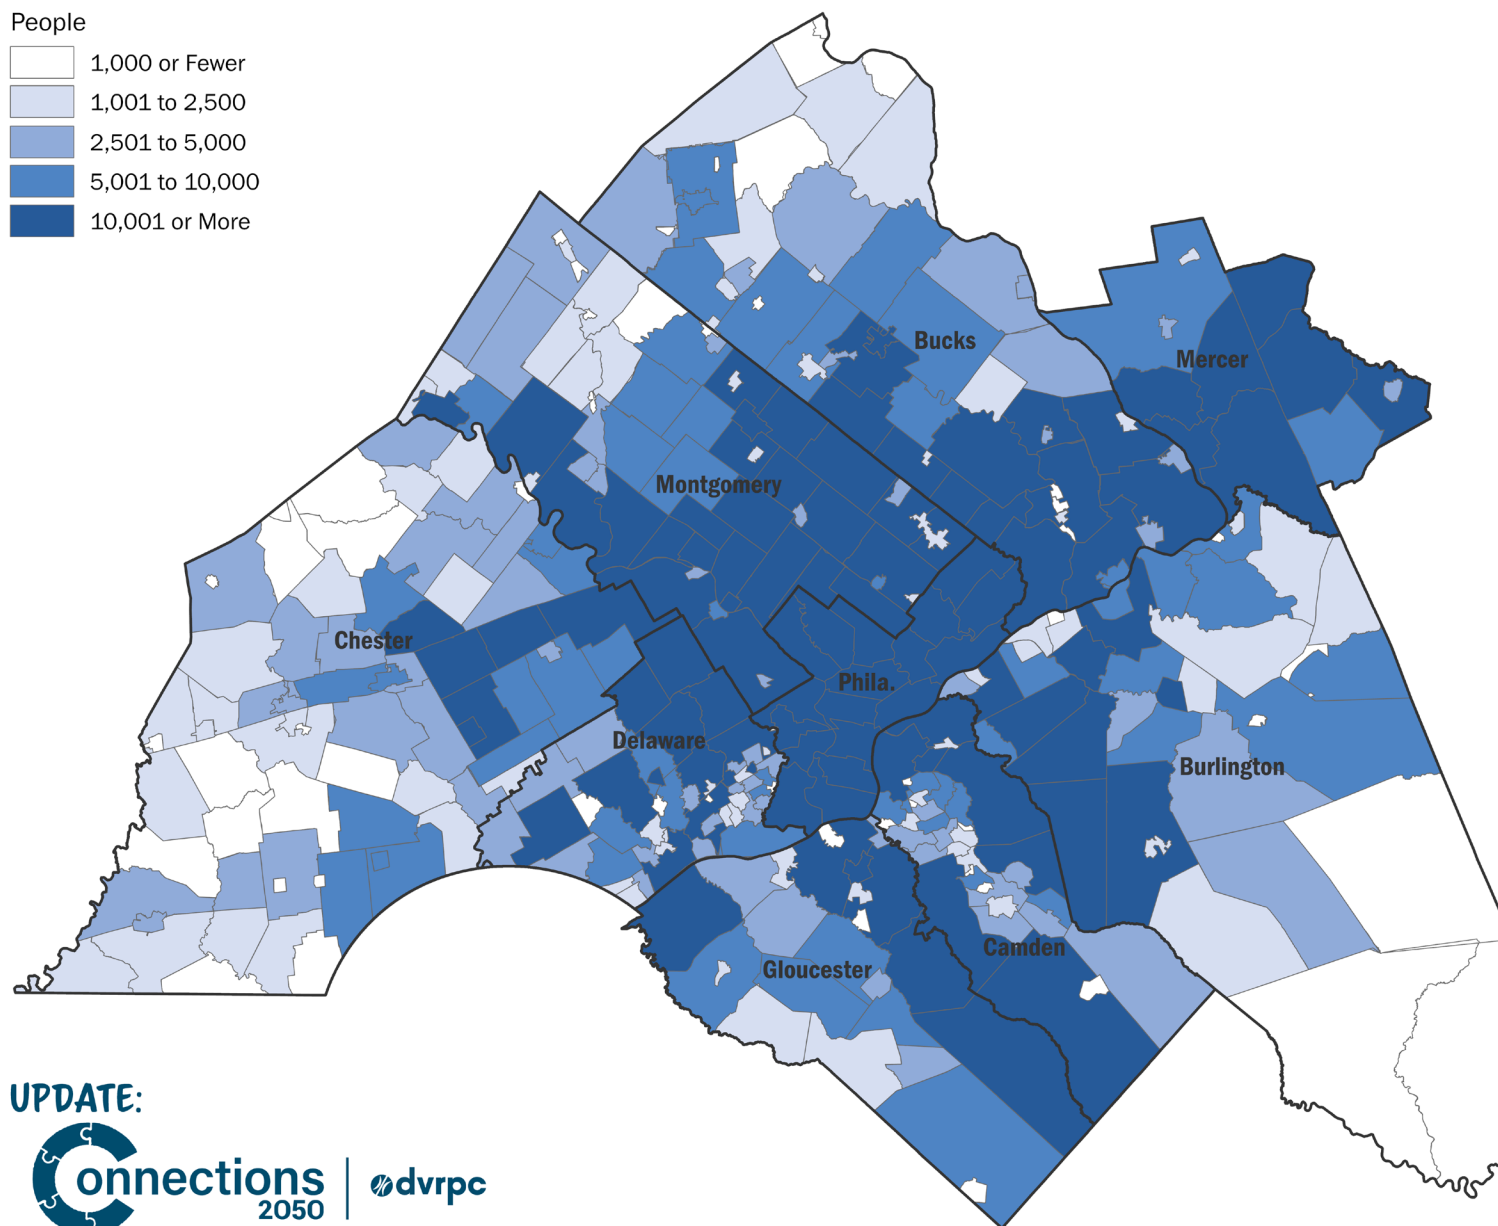 People
1,000 or Fewer
1,001 to 2,500
2,501 to 5,000
5,001 to 10,000
10,001 or More
Bucks
Mercer
Montgomery
Chester
Phila.
Delaware
Burlington
Camden
Gloucester
UPDATE:
Connections
2050
dvrpc